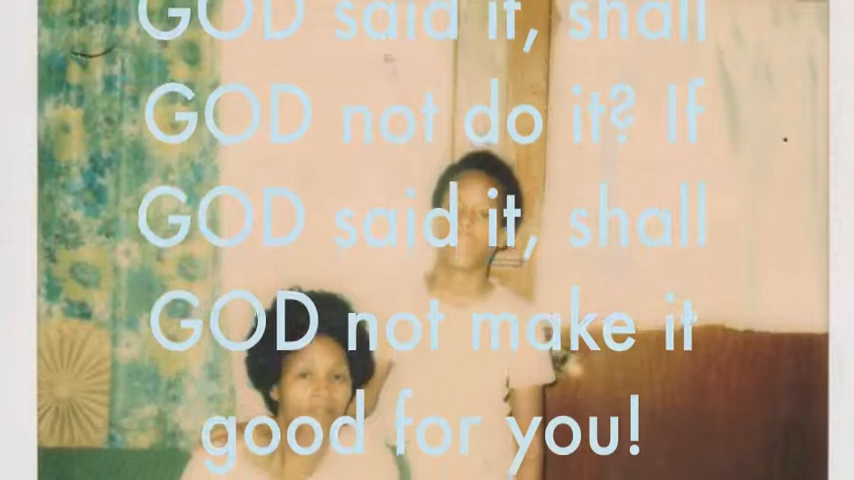 GOD said it, shall
GOD not do it? If
GOD said it, shall
GOD not make it
good for you!